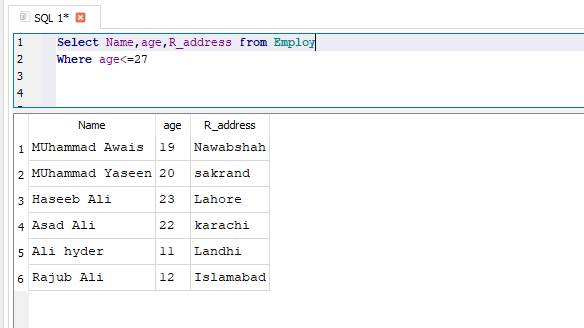 SQL 1*
1 Select Name,age,R_address from Employ
2 Where age<=27
3
4
Name age R_address
1 MUhammad Awais 19 Nawabshah
2 MUhammad Yaseen 20 sakrand
3 Haseeb Ali 23 Lahore
4 Asad Ali 22 karachi
5 Ali hyder 11 Landhi
6 Rajub Ali 12 Islamabad